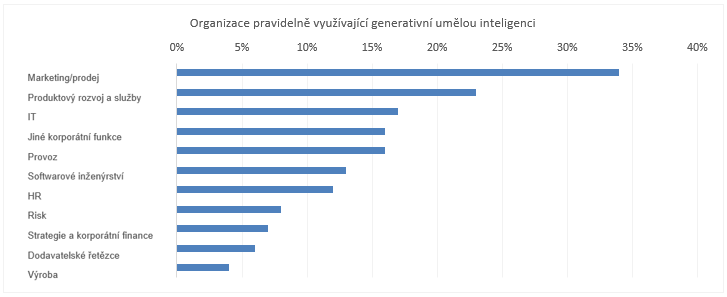 Organizace pravidelně využívající generativní umělou inteligenci
0% 5% 10% 15% 20% 25% 30% 35% 40%
Marketing/prodej
Produktový rozvoj a služby
IT
Jiné korporátní funkce
Provoz
Softwarové inženýrství
HR
Risk
Strategie a korporátní finance
Dodavatelské řetězce
Výroba